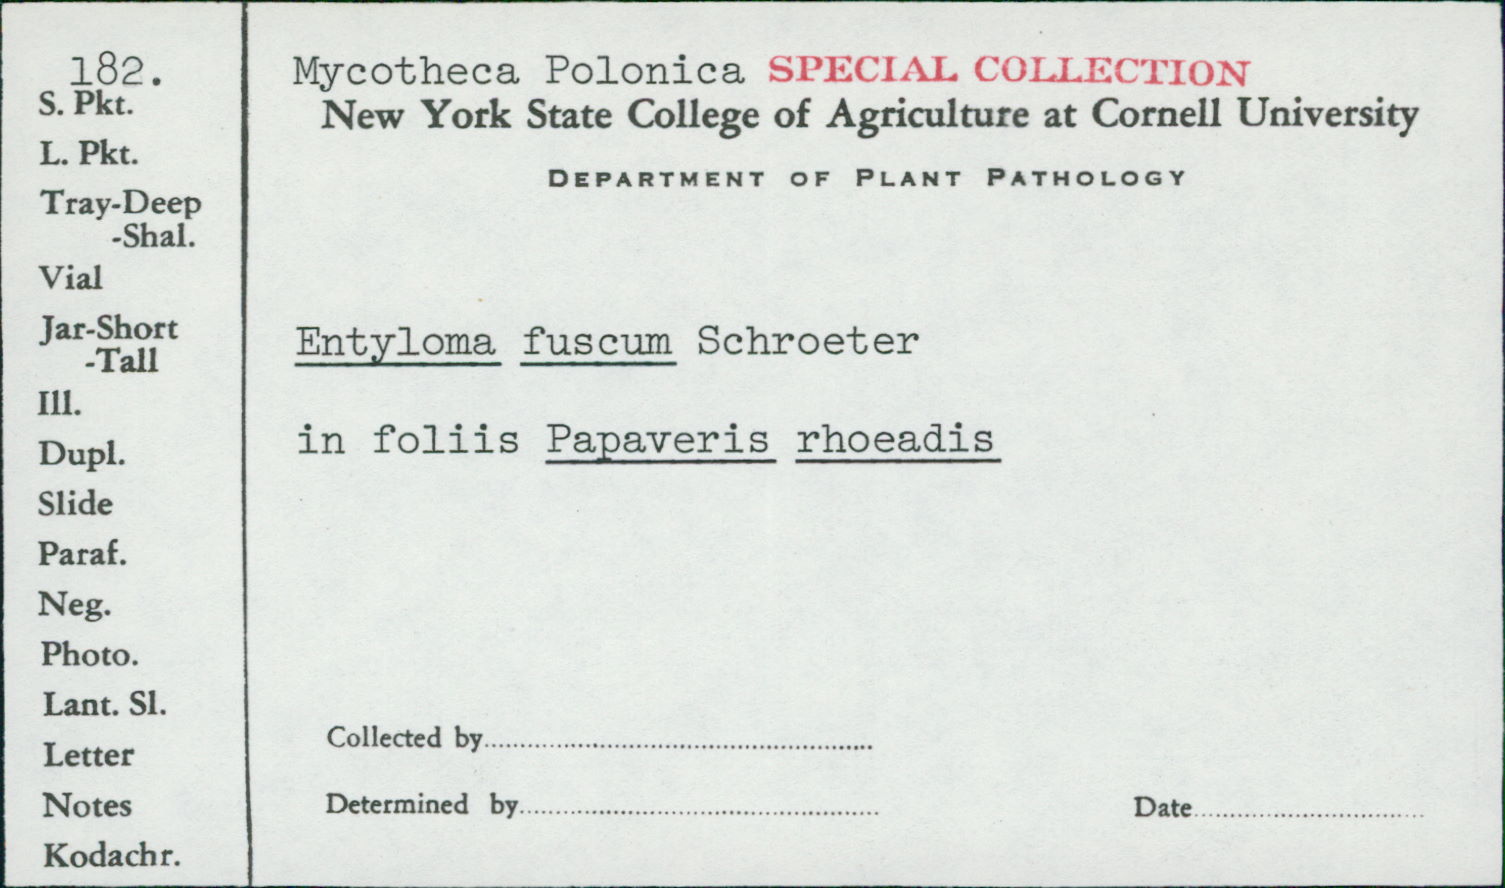 182.
S. Pkt.
L. Pkt.
Tray-Deep
-Shal.
Vial
Jar-Short
-Tall
Ill.
Dupl.
Slide
Paraf.
Neg.
Photo.
Lant. Sl.
Letter
Notes
Kodachr.
Mycotheca Polonica SPECIAL COLLECTION
New York State College of Agriculture at Cornell University
DEPARTMENT OF PLANT PATHOLOGY
Entyloma fuscum Schroeter
in foliis Papaveris rhoeadis
Collected by
Determined by Date